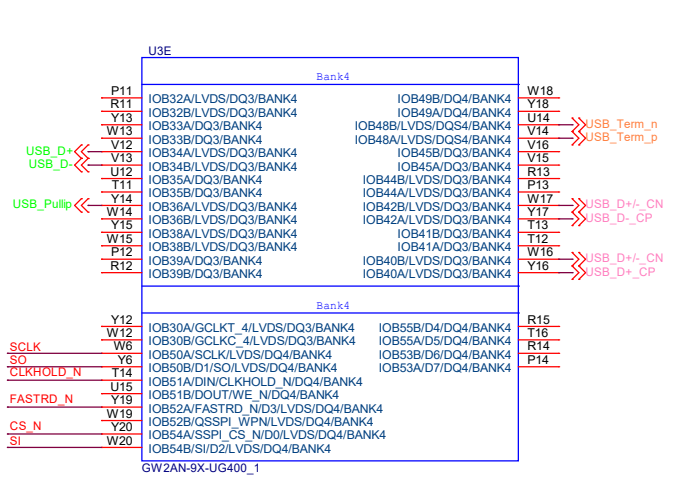 U3E
Bank4
P11 IOB32A/LVDS/DQ3/BANK4 IOB49B/DQ4/BANK4 W18
R11 IOB32B/LVDS/DQ3/BANK4 IOB49A/DQ4/BANK4 Y18
Y13 IOB33A/DQ3/BANK4 IOB48B/LVDS/DQS4/BANK4 U14 USB_Term_n
W13 IOB33B/DQ3/BANK4 IOB48A/LVDS/DQS4/BANK4 V14 USB_Term_p
USB_D+ V12 IOB34A/LVDS/DQ3/BANK4 IOB45B/DQ3/BANK4 V16
USB_D- V13 IOB34B/LVDS/DQ3/BANK4 IOB45A/DQ3/BANK4 V15
U12 IOB35A/DQ3/BANK4 IOB44B/LVDS/DQ3/BANK4 R13
T11 IOB35B/DQ3/BANK4 IOB44A/LVDS/DQ3/BANK4 P13
USB_Pullip Y14 IOB36A/LVDS/DQ3/BANK4 IOB42B/LVDS/DQ3/BANK4 W17 USB_D+/-_CN
W14 IOB36B/LVDS/DQ3/BANK4 IOB42A/LVDS/DQ3/BANK4 Y17 USB_D-_CP
Y15 IOB38A/LVDS/DQ3/BANK4 IOB41B/DQ3/BANK4 T13
W15 IOB38B/LVDS/DQ3/BANK4 IOB41A/DQ3/BANK4 T12
P12 IOB39A/DQ3/BANK4 IOB40B/LVDS/DQ3/BANK4 W16 USB_D+/-_CN
R12 IOB39B/DQ3/BANK4 IOB40A/LVDS/DQ3/BANK4 Y16 USB_D+_CP
Bank4
Y12 IOB30A/GCLKT_4/LVDS/DQ3/BANK4 IOB55B/D4/DQ4/BANK4 R15
W12 IOB30B/GCLKC_4/LVDS/DQ3/BANK4 IOB55A/D5/DQ4/BANK4 T16
SCLK W6 IOB50A/SCLK/LVDS/DQ4/BANK4 IOB53B/D6/DQ4/BANK4 R14
SO Y6 IOB50B/D1/SO/LVDS/DQ4/BANK4 IOB53A/D7/DQ4/BANK4 P14
CLKHOLD_N T14 IOB51A/DIN/CLKHOLD_N/DQ4/BANK4
U15 IOB51B/DOUT/WE_N/DQ4/BANK4
FASTRD_N Y19 IOB52A/FASTRD_N/D3/LVDS/DQ4/BANK4
W19 IOB52B/QSSPI_WPN/LVDS/DQ4/BANK4
CS_N Y20 IOB54A/SSPI_CS_N/D0/LVDS/DQ4/BANK4
SI W20 IOB54B/SI/D2/LVDS/DQ4/BANK4
GW2AN-9X-UG400_1